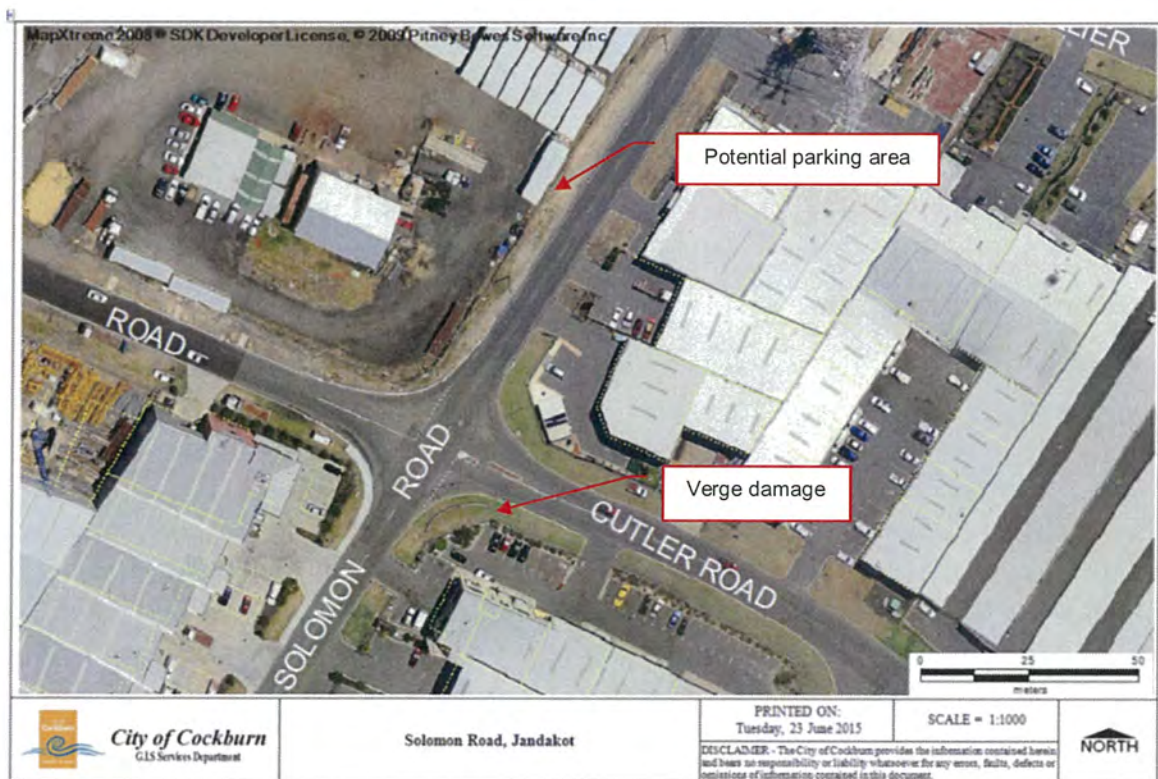 MapXtreme 2008 ® SDK Developer License. © 2009 Pitney Bowes Software Inc
Potential parking area
ROAD
ROAD
Verge damage
CUTLER ROAD
SOLOMON
0 25 50
meters
City of Cockburn
G.I.S Services Department
Solomon Road, Jandakot
PRINTED ON:
Tuesday, 23 June 2015
SCALE = 1:1000
DISCLAIMER - The City of Cockburn provides the information contained herein
and bears no responsibility or liability whatsoever for any errors, faults, defects or
omissions of information contained in this document.
NORTH